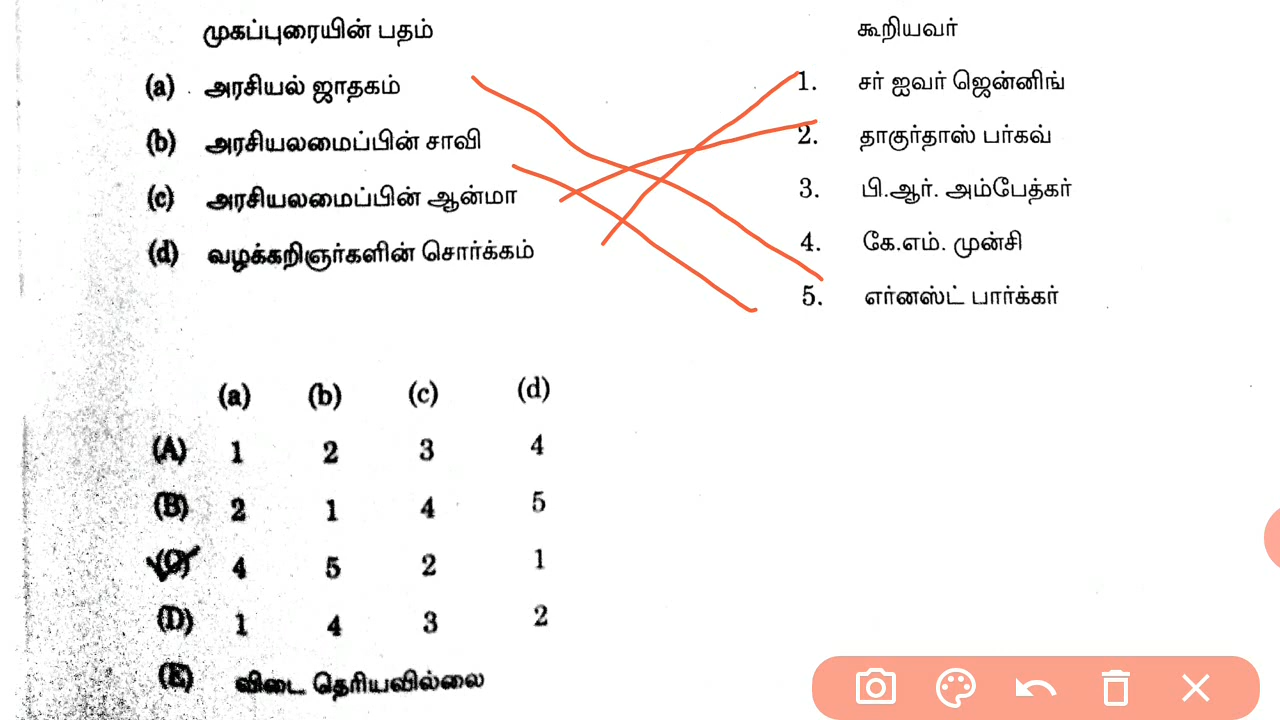 முகப்புரையின் பதம் கூறியவர்
(a) அரசியல் ஜாதகம் 1. சர் ஐவர் ஜென்னிங்
(b) அரசியலமைப்பின் சாவி 2. தாகுர்தாஸ் பர்கவ்
(c) அரசியலமைப்பின் ஆன்மா 3. பி.ஆர். அம்பேத்கர்
(d) வழக்கறிஞர்களின் சொர்க்கம் 4. கே.எம். முன்சி
5. எர்னஸ்ட் பார்க்கர்
(a) (b) (c) (d)
(A) 1 2 3 4
(B) 2 1 4 5
(C) 4 5 2 1
(D) 1 4 3 2
(E) விடை தெரியவில்லை